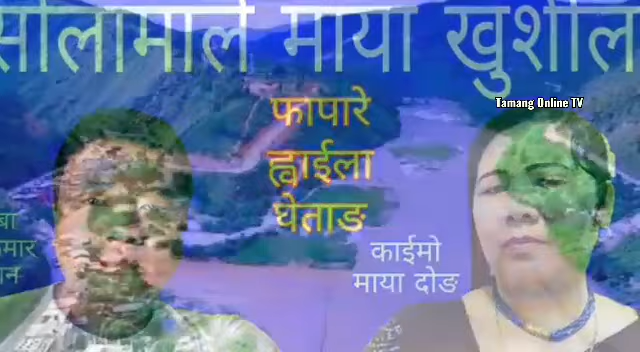 सोलामाले माया खुशील
Tamang Online TV
फापारे
ह्वाईला
घेताङ
काईमो
माया दोङ
बा
मार
ान